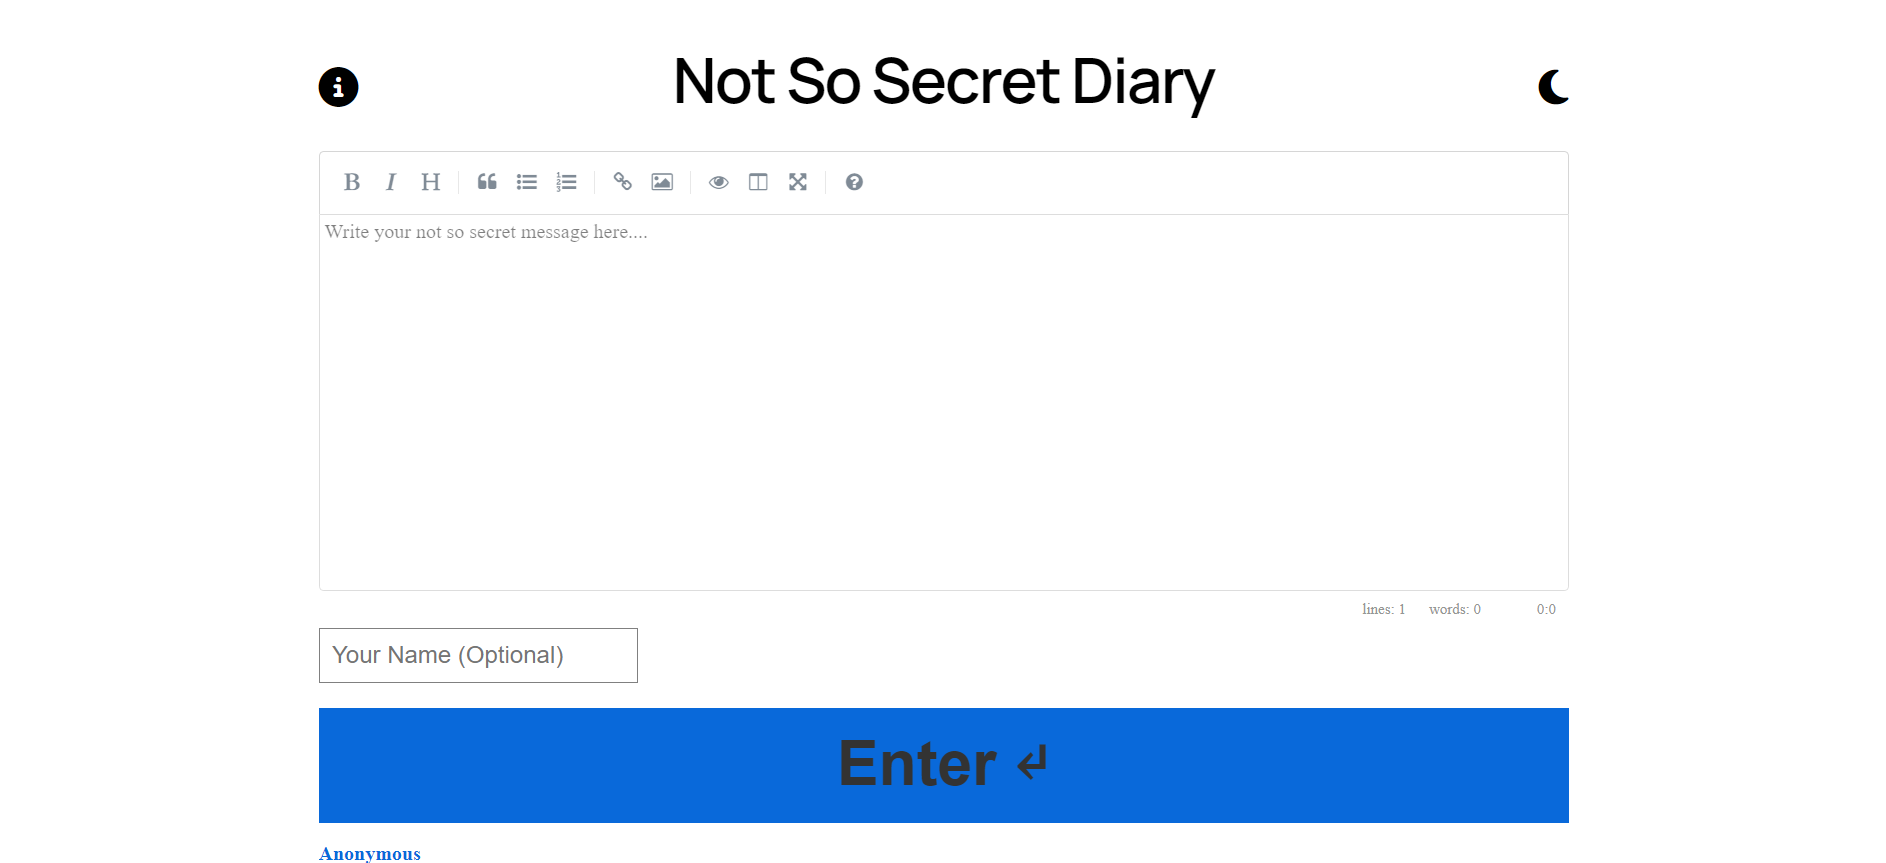 Not So Secret Diary
B I H
Write your not so secret message here....
lines: 1 words: 0 0:0
Your Name (Optional)
Enter ↵
Anonymous